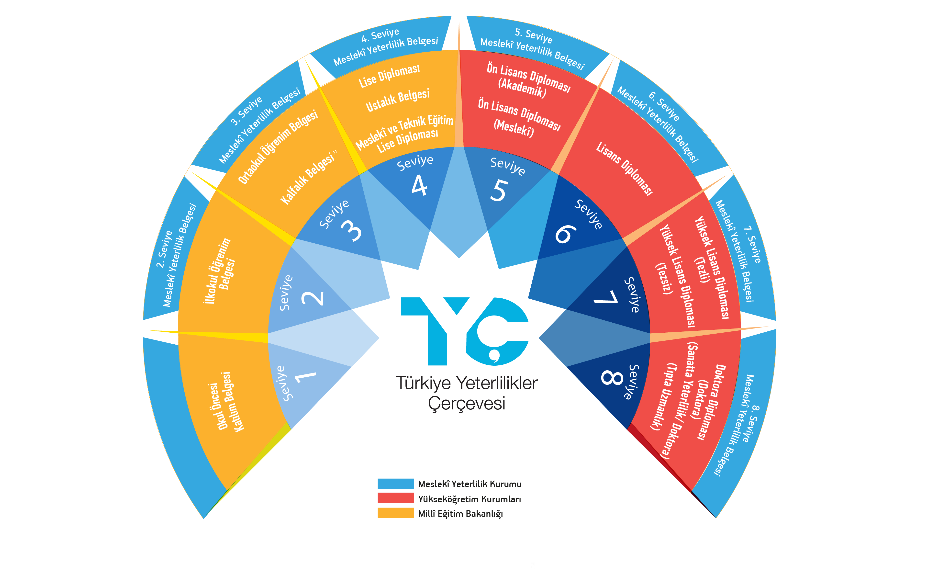 2. Seviye
Meslekî Yeterlilik Belgesi
3. Seviye
Meslekî Yeterlilik Belgesi
4. Seviye
Meslekî Yeterlilik Belgesi
5. Seviye
Meslekî Yeterlilik Belgesi
6. Seviye
Meslekî Yeterlilik Belgesi
7. Seviye
Meslekî Yeterlilik Belgesi
8. Seviye
Meslekî Yeterlilik Belgesi
Okul Öncesi
Katılım Belgesi
İlkokul Öğrenim
Belgesi
Ortaokul Öğrenim Belgesi
Kalfalık Belgesi
Lise Diploması
Ustalık Belgesi
Meslekî ve Teknik Eğitim
Lise Diploması
Ön Lisans Diploması
(Akademik)
Ön Lisans Diploması
(Meslekî)
Lisans Diploması
Yüksek Lisans Diploması
(Tezli)
Yüksek Lisans Diploması
(Tezsiz)
Doktora Diploması
(Doktora)
(Sanatta Yeterlilik/ Doktora)
(Tıpta Uzmanlık)
Seviye
1
Seviye
2
Seviye
3
Seviye
4
Seviye
5
Seviye
6
Seviye
7
Seviye
8
TYÇ
Türkiye Yeterlilikler
Çerçevesi
Meslekî Yeterlilik Kurumu
Yükseköğretim Kurumları
Millî Eğitim Bakanlığı